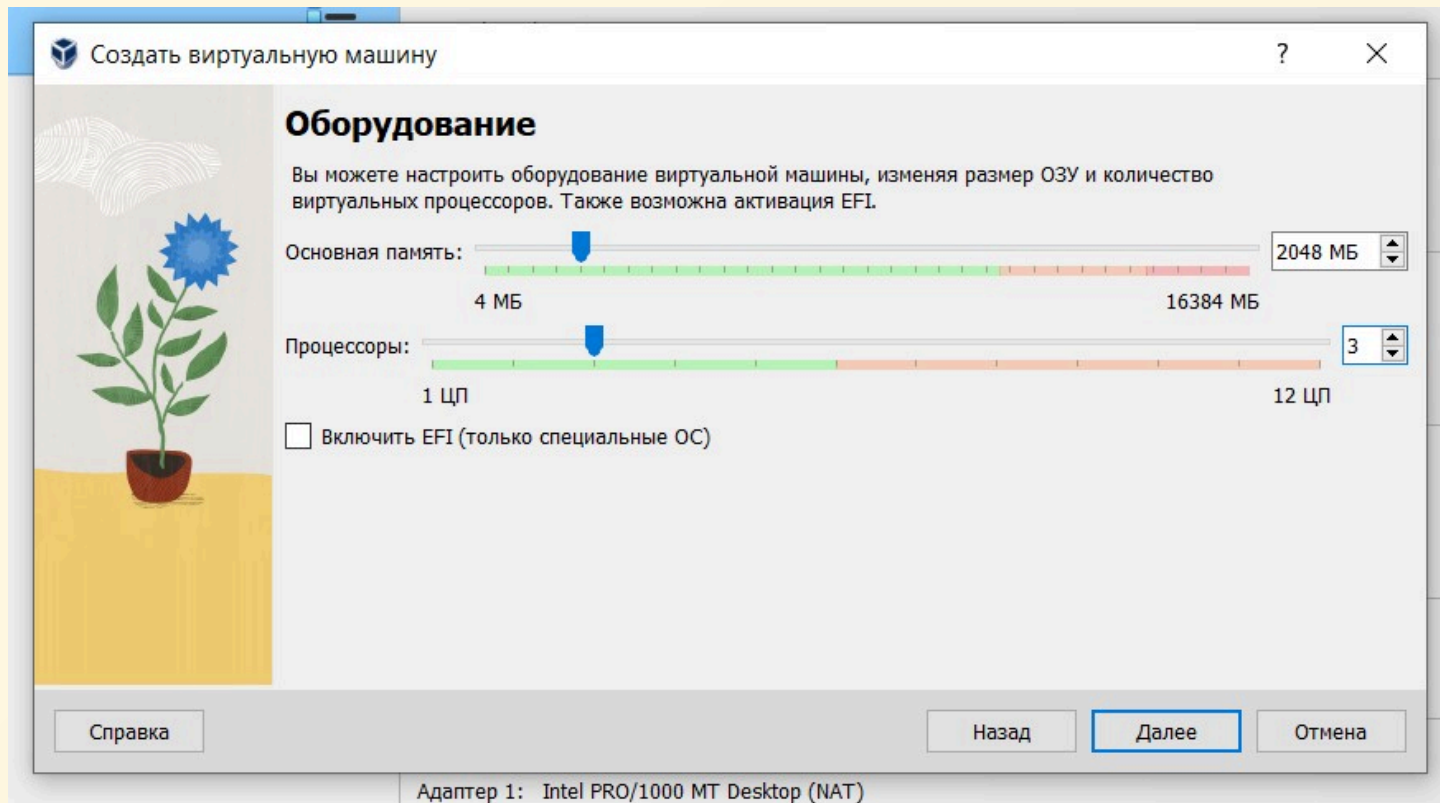 Создать виртуальную машину
?
Оборудование
Вы можете настроить оборудование виртуальной машины, изменяя размер ОЗУ и количество
виртуальных процессоров. Также возможна активация EFI.
Основная память:
2048 МБ
4 МБ
16384 МБ
Процессоры:
3
1 ЦП
12 ЦП
Включить EFI (только специальные ОС)
Справка
Назад
Далее
Отмена
Адаптер 1: Intel PRO/1000 MT Desktop (NAT)